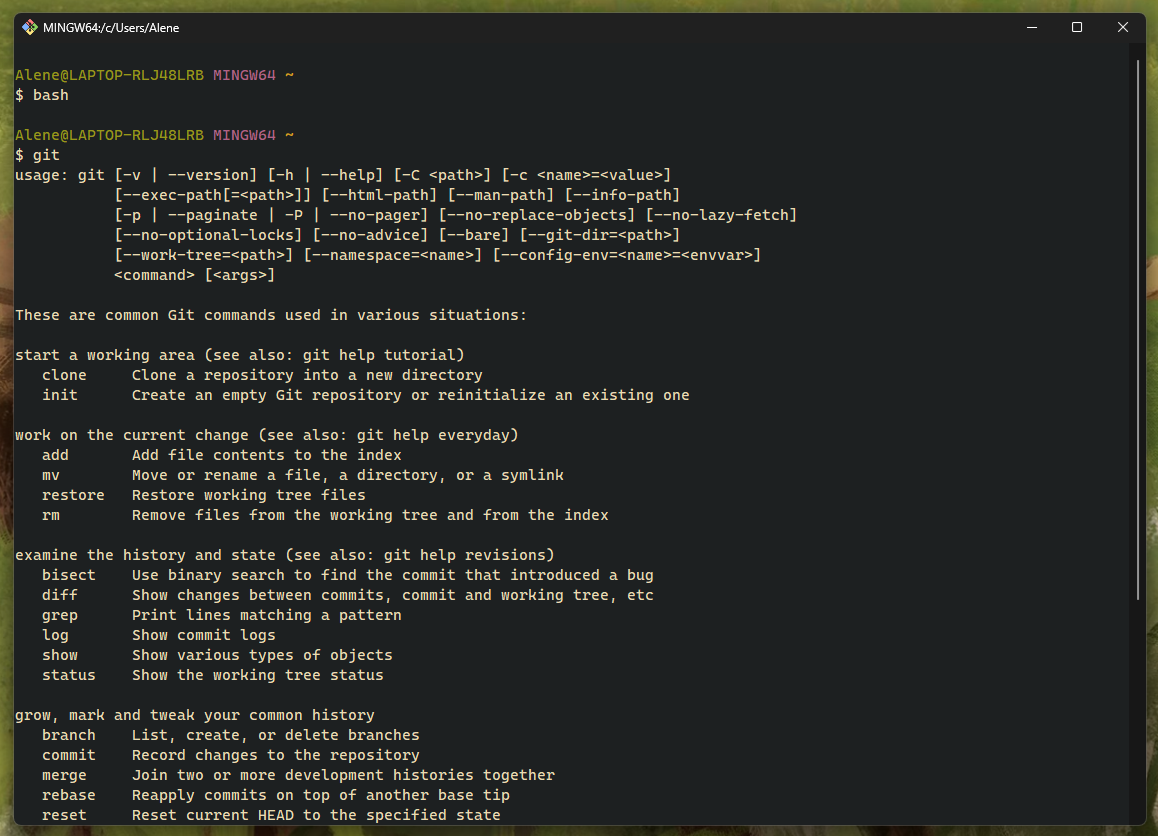 MINGW64:/c/Users/Alene
Alene@LAPTOP-RLJ48LRB MINGW64 ~
$ bash
Alene@LAPTOP-RLJ48LRB MINGW64 ~
$ git
usage: git [-v | --version] [-h | --help] [-C <path>] [-c <name>=<value>]
           [--exec-path[=<path>]] [--html-path] [--man-path] [--info-path]
           [-p | --paginate | -P | --no-pager] [--no-replace-objects] [--no-lazy-fetch]
           [--no-optional-locks] [--no-advice] [--bare] [--git-dir=<path>]
           [--work-tree=<path>] [--namespace=<name>] [--config-env=<name>=<envvar>]
           <command> [<args>]
These are common Git commands used in various situations:
start a working area (see also: git help tutorial)
   clone     Clone a repository into a new directory
   init      Create an empty Git repository or reinitialize an existing one
work on the current change (see also: git help everyday)
   add       Add file contents to the index
   mv        Move or rename a file, a directory, or a symlink
   restore   Restore working tree files
   rm        Remove files from the working tree and from the index
examine the history and state (see also: git help revisions)
   bisect    Use binary search to find the commit that introduced a bug
   diff      Show changes between commits, commit and working tree, etc
   grep      Print lines matching a pattern
   log       Show commit logs
   show      Show various types of objects
   status    Show the working tree status
grow, mark and tweak your common history
   branch    List, create, or delete branches
   commit    Record changes to the repository
   merge     Join two or more development histories together
   rebase    Reapply commits on top of another base tip
   reset     Reset current HEAD to the specified state